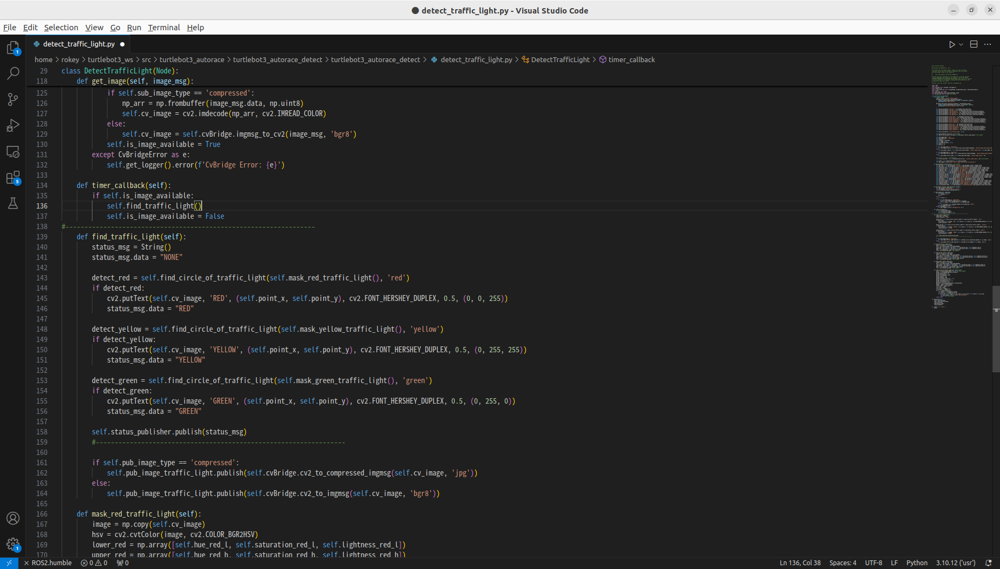 detect_traffic_light.py - Visual Studio Code
File Edit Selection View Go Run Terminal Help
detect_traffic_light.py
home > rokey > turtlebot3_ws > src > turtlebot3_autorace > turtlebot3_autorace_detect > turtlebot3_autorace_detect > detect_traffic_light.py > DetectTrafficLight > timer_callback
29 class DetectTrafficLight(Node):
118     def get_image(self, image_msg):
125             if self.sub_image_type == 'compressed':
126                 np_arr = np.frombuffer(image_msg.data, np.uint8)
127                 self.cv_image = cv2.imdecode(np_arr, cv2.IMREAD_COLOR)
128             else:
129                 self.cv_image = self.cvBridge.imgmsg_to_cv2(image_msg, 'bgr8')
130             self.is_image_available = True
131         except CvBridgeError as e:
132             self.get_logger().error(f'CvBridge Error: {e}')
133
134     def timer_callback(self):
135         if self.is_image_available:
136             self.find_traffic_light()
137             self.is_image_available = False
138 #------------------------------------------------------------------
139     def find_traffic_light(self):
140         status_msg = String()
141         status_msg.data = "NONE"
142
143         detect_red = self.find_circle_of_traffic_light(self.mask_red_traffic_light(), 'red')
144         if detect_red:
145             cv2.putText(self.cv_image, 'RED', (self.point_x, self.point_y), cv2.FONT_HERSHEY_DUPLEX, 0.5, (0, 0, 255))
146             status_msg.data = "RED"
147
148         detect_yellow = self.find_circle_of_traffic_light(self.mask_yellow_traffic_light(), 'yellow')
149         if detect_yellow:
150             cv2.putText(self.cv_image, 'YELLOW', (self.point_x, self.point_y), cv2.FONT_HERSHEY_DUPLEX, 0.5, (0, 255, 255))
151             status_msg.data = "YELLOW"
152
153         detect_green = self.find_circle_of_traffic_light(self.mask_green_traffic_light(), 'green')
154         if detect_green:
155             cv2.putText(self.cv_image, 'GREEN', (self.point_x, self.point_y), cv2.FONT_HERSHEY_DUPLEX, 0.5, (0, 255, 0))
156             status_msg.data = "GREEN"
157
158         self.status_publisher.publish(status_msg)
159         #------------------------------------------------------------------
160
161         if self.pub_image_type == 'compressed':
162             self.pub_image_traffic_light.publish(self.cvBridge.cv2_to_compressed_imgmsg(self.cv_image, 'jpg'))
163         else:
164             self.pub_image_traffic_light.publish(self.cvBridge.cv2_to_imgmsg(self.cv_image, 'bgr8'))
165
166     def mask_red_traffic_light(self):
167         image = np.copy(self.cv_image)
168         hsv = cv2.cvtColor(image, cv2.COLOR_BGR2HSV)
169         lower_red = np.array([self.hue_red_l, self.saturation_red_l, self.lightness_red_l])
170         upper_red = np.array([self.hue_red_h, self.saturation_red_h, self.lightness_red_h])
1
5
1
ROS2.humble 0 0 0 Ln 136, Col 38 Spaces: 4 UTF-8 LF Python 3.10.12 ('usr')